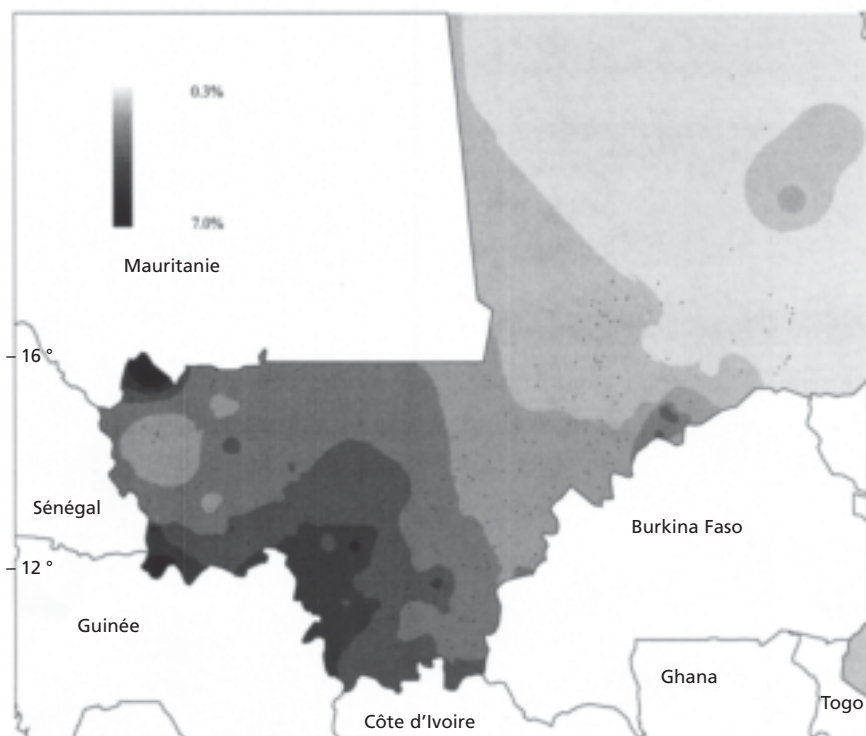 0.3%
7.0%
Mauritanie
16°
Sénégal
Burkina Faso
12°
Guinée
Ghana
Togo
Côte d'Ivoire